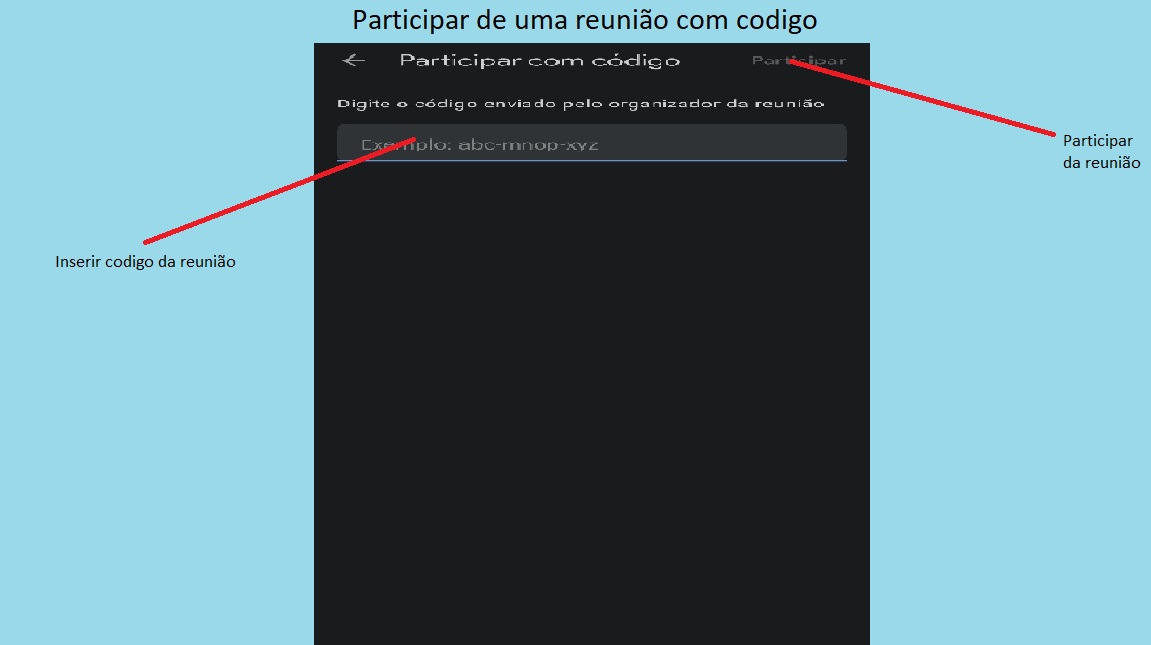 Participar de uma reunião com codigo
Participar com código
Participar
Digite o código enviado pelo organizador da reunião
Exemplo: abc-mnop-xyz
Participar
da reunião
Inserir codigo da reunião